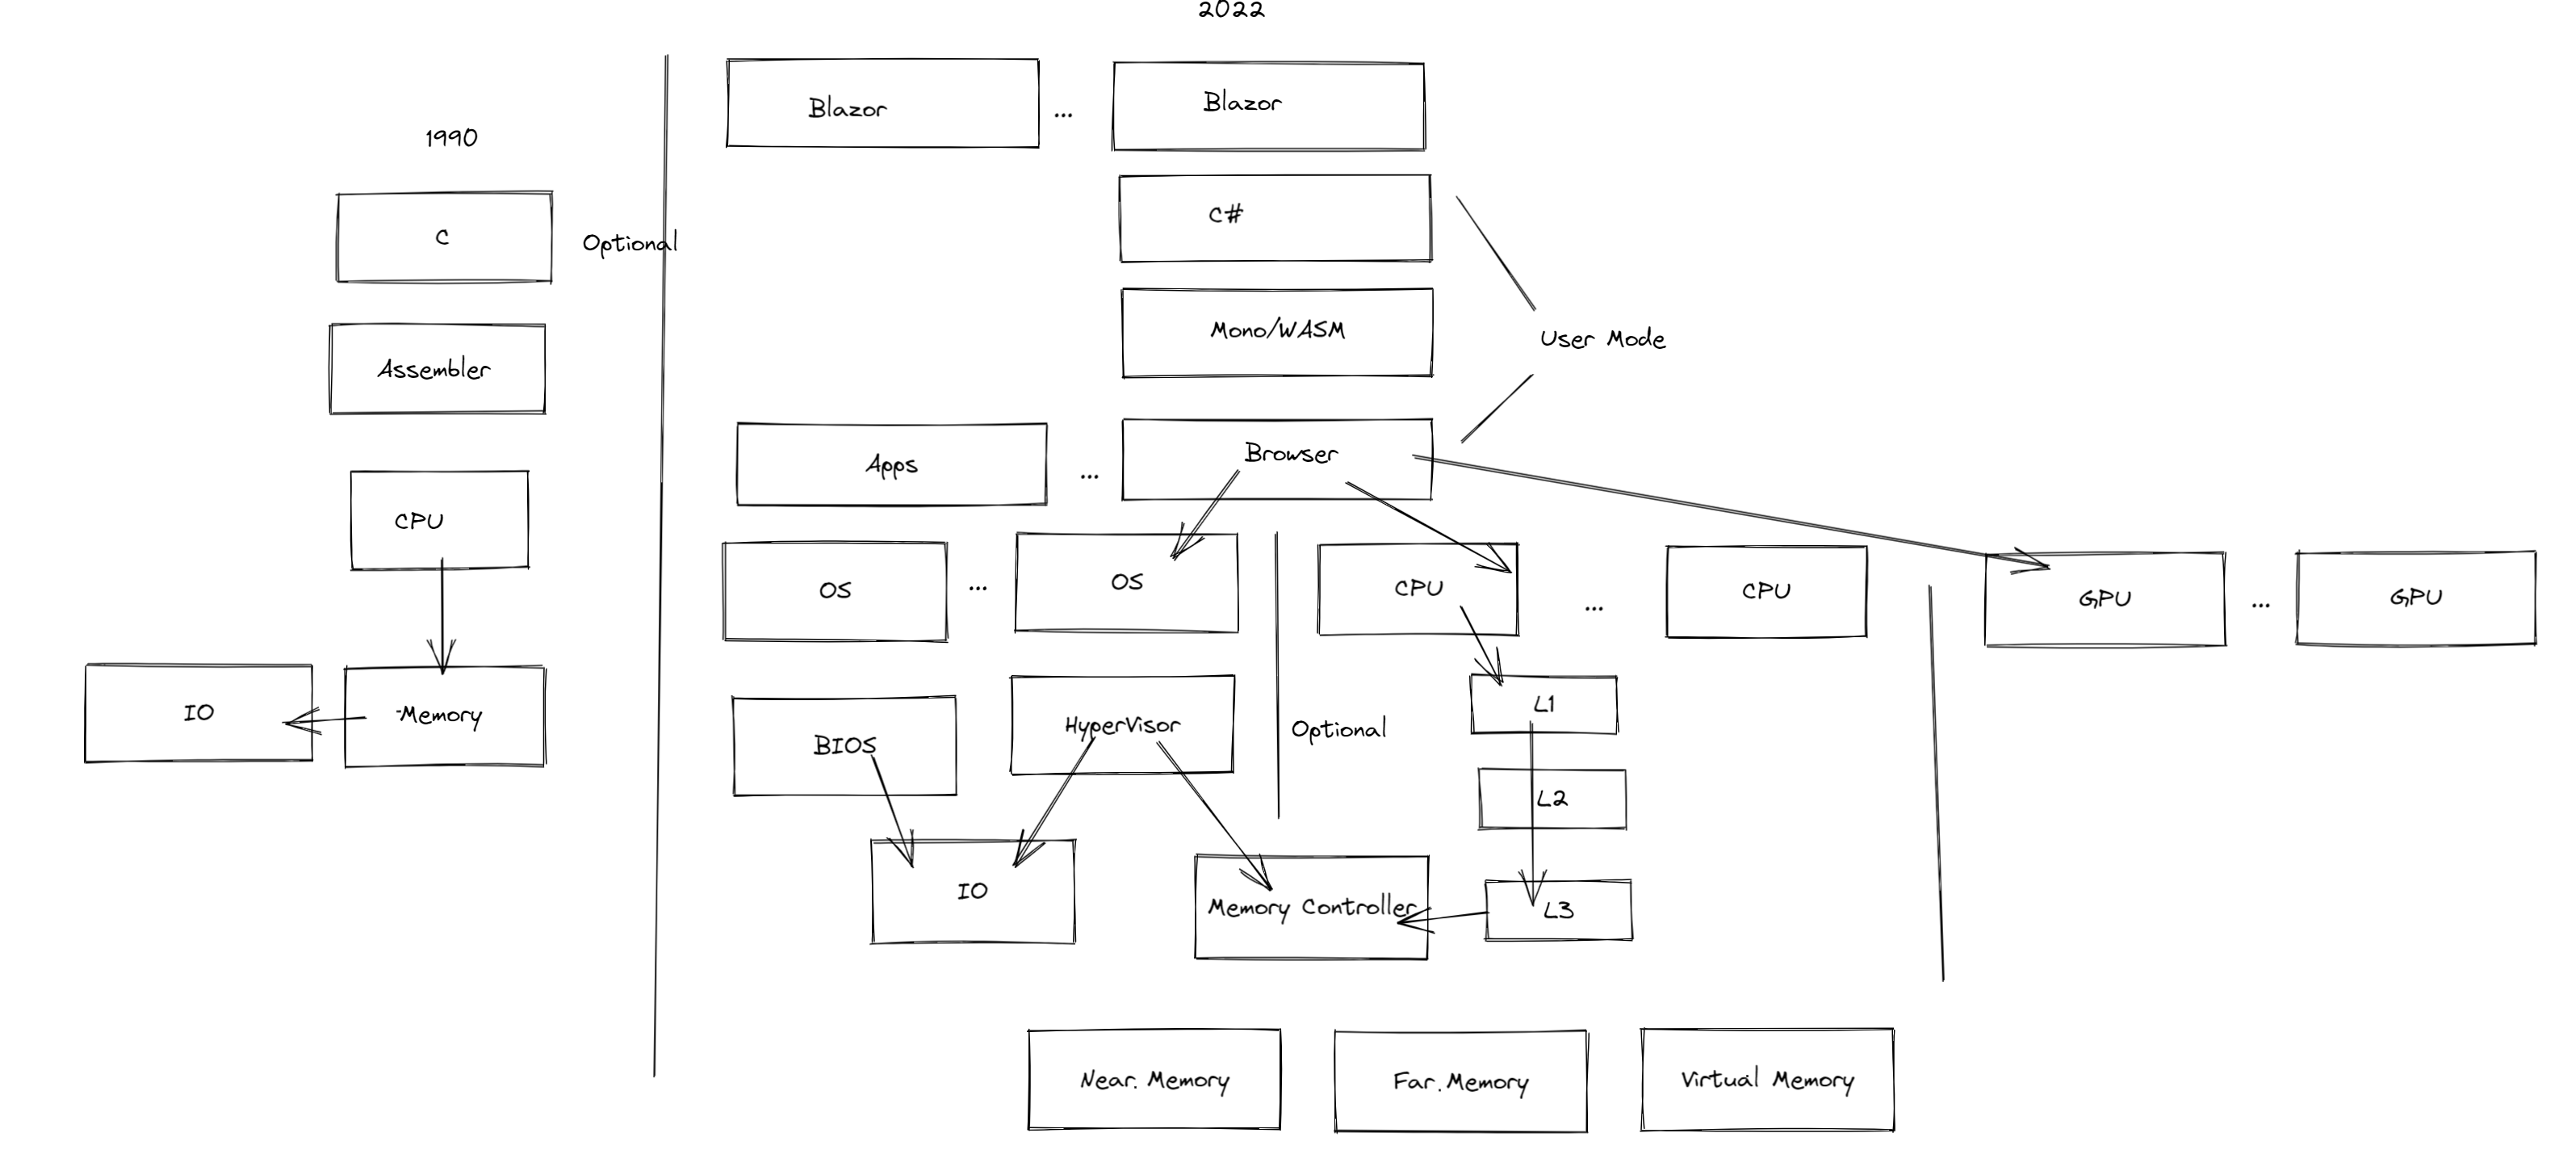 2022
1990
C
Optional
Assembler
CPU
IO
-Memory
Blazor
...
Blazor
C#
Mono/WASM
User Mode
Apps
...
Browser
OS
...
OS
CPU
...
CPU
GPU
...
GPU
BIOS
HyperVisor
Optional
L1
L2
L3
IO
Memory Controller
Near. Memory
Far. Memory
Virtual Memory